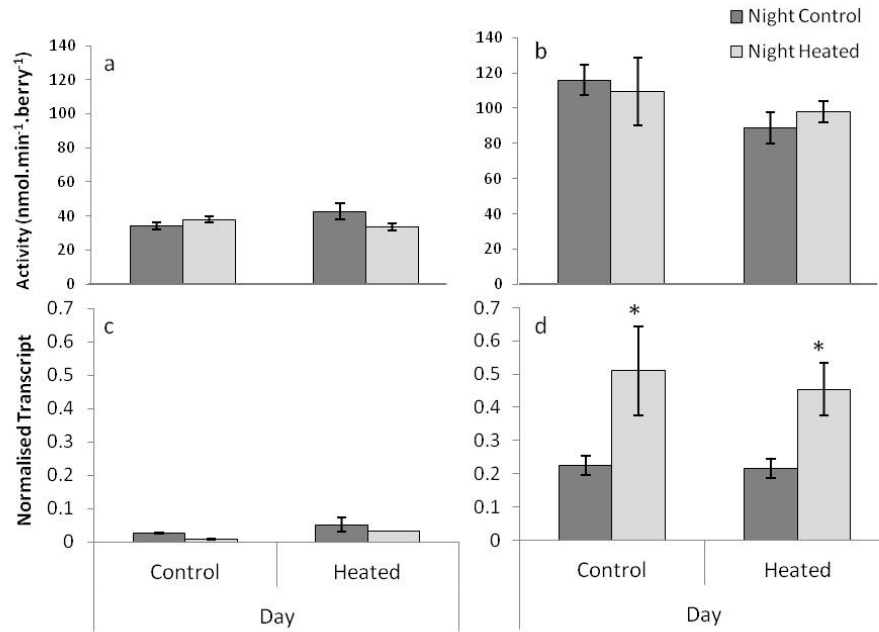 Night Control
Night Heated
Activity (nmol.min⁻¹.berry⁻¹)
140
120
100
80
60
40
20
0
a
140
120
100
80
60
40
20
0
b
Normalised Transcript
0.7
0.6
0.5
0.4
0.3
0.2
0.1
0
c
0.7
0.6
0.5
0.4
0.3
0.2
0.1
0
d
*
*
Control Heated
Day
Control Heated
Day